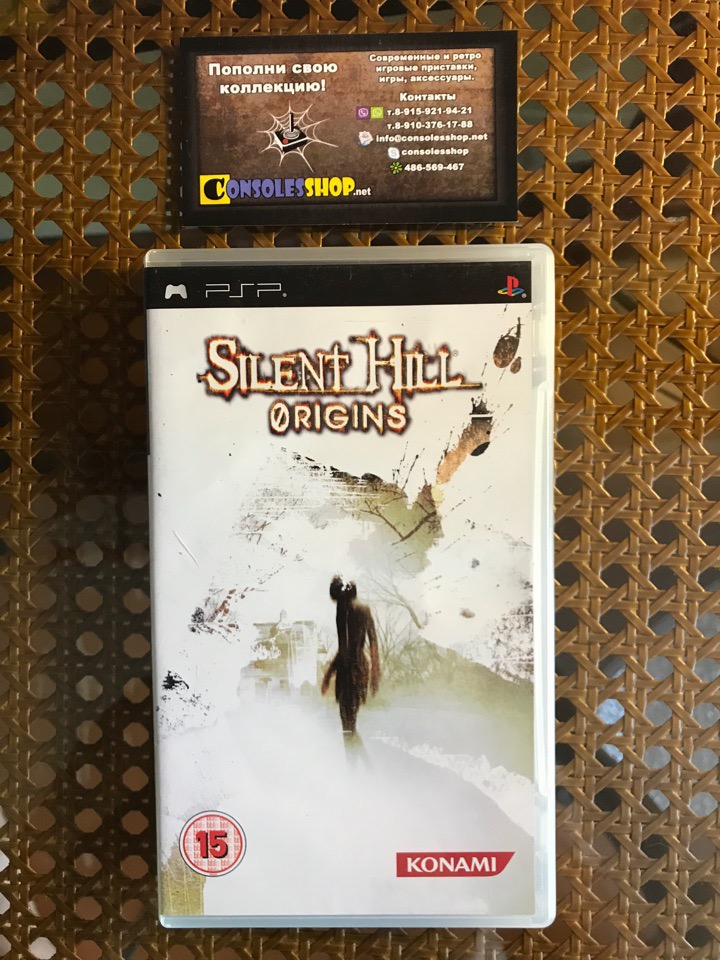 Пополни свою
коллекцию!
Современные и ретро
игровые приставки,
игры, аксессуары.
Контакты
т.8-915-921-94-21
т.8-910-376-17-88
info@consolesshop.net
consolesshop
486-569-467
CONSOLESSHOP.net
PSP
SILENT HILL
ØRIGINS
15
KONAMI